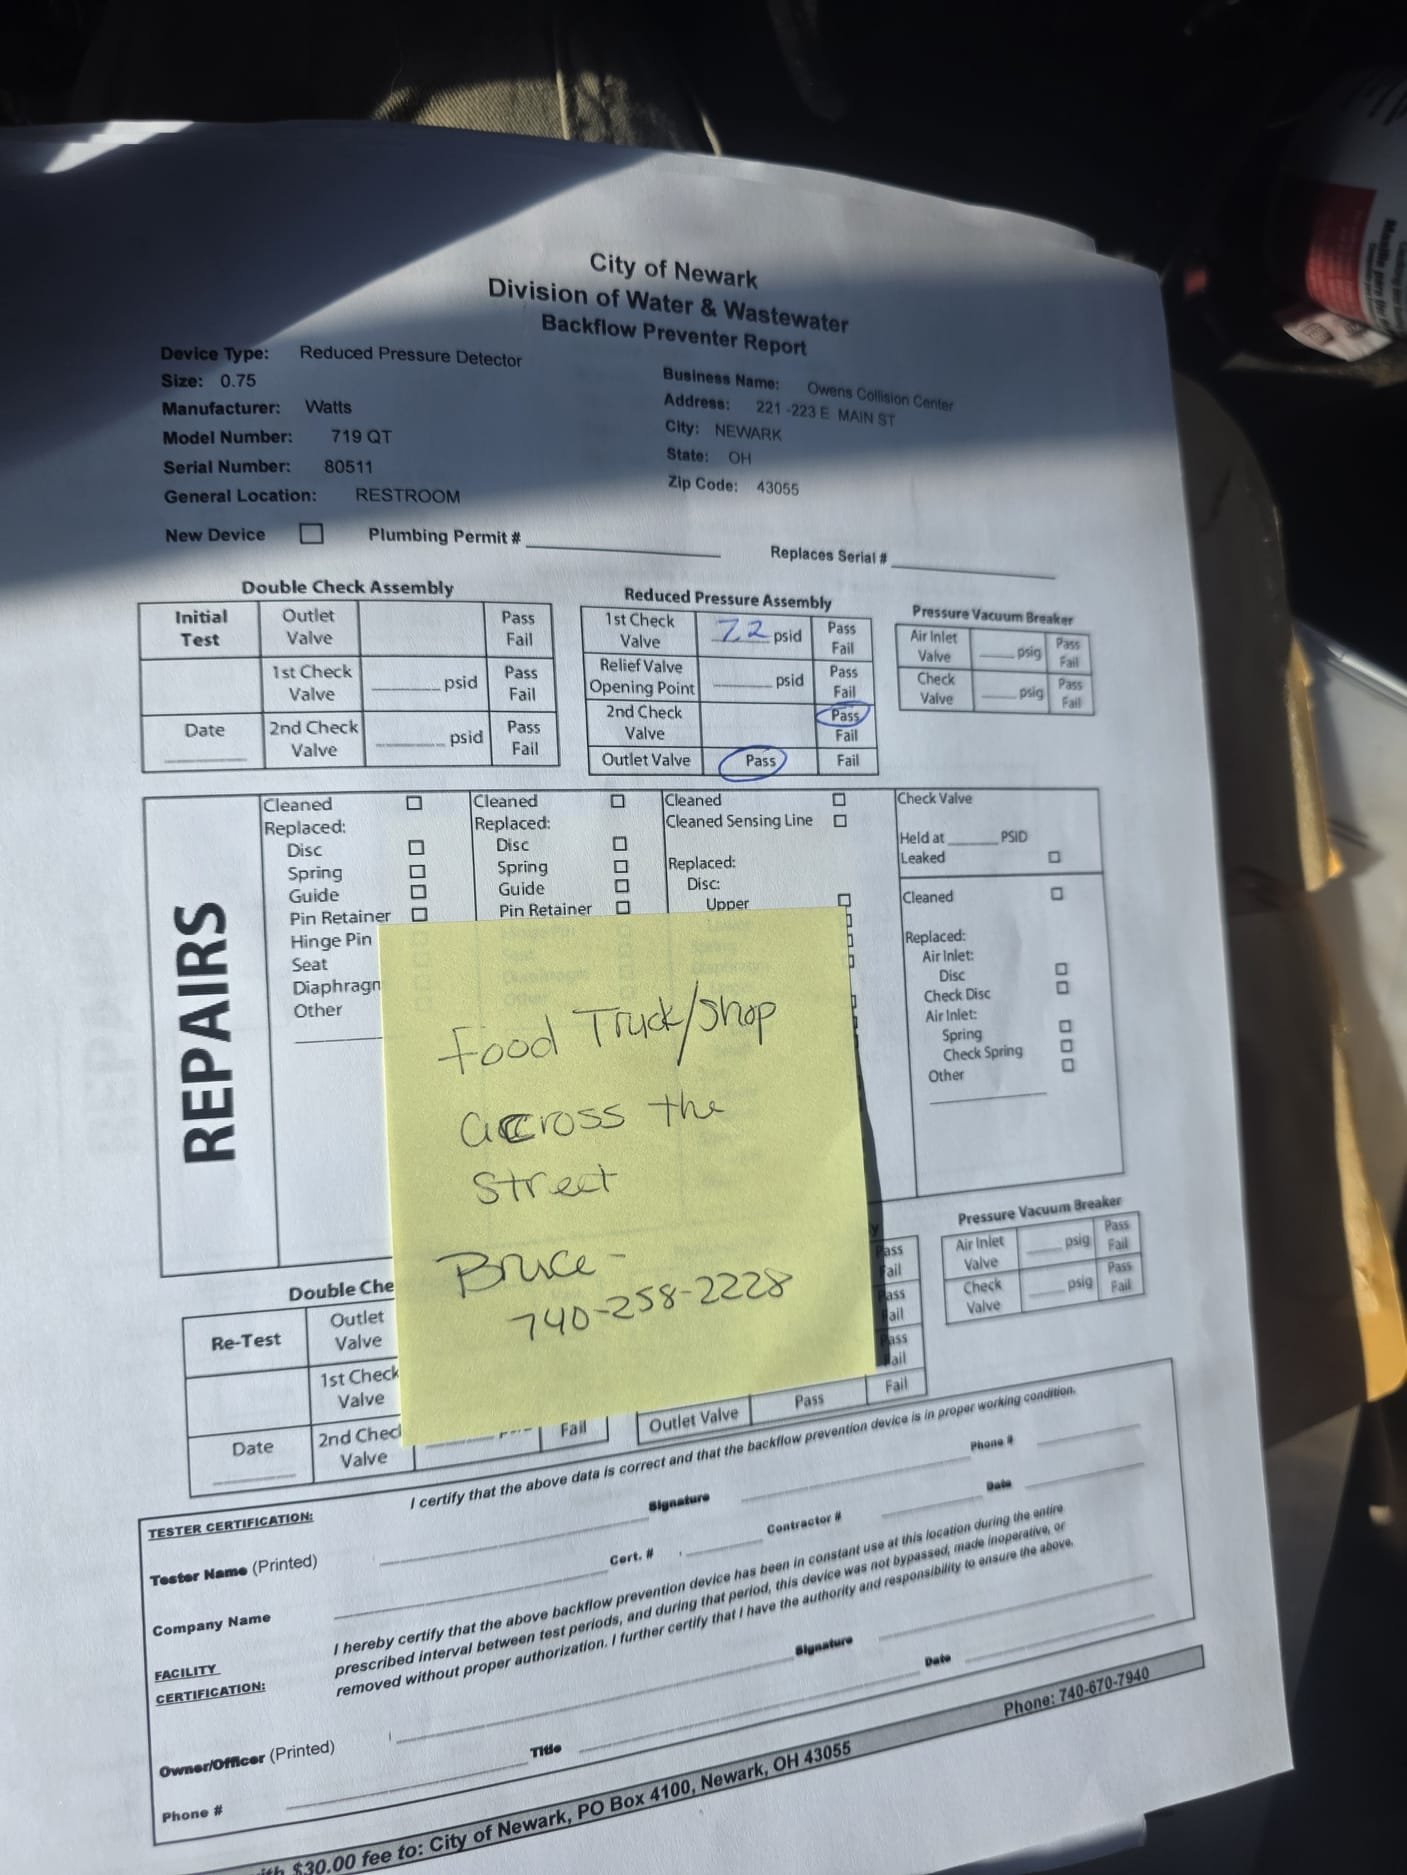 City of Newark
Division of Water & Wastewater
Backflow Preventer Report
Device Type: Reduced Pressure Detector
Size: 0.75
Manufacturer: Watts
Model Number: 719 QT
Serial Number: 80511
General Location: RESTROOM
Business Name: Owens Collision Center
Address: 221 -223 E MAIN ST
City: NEWARK
State: OH
Zip Code: 43055
New Device Plumbing Permit # Replaces Serial #
Double Check Assembly
Initial Test
Outlet Valve Pass Fail
1st Check Valve psid Pass Fail
Date
2nd Check Valve psid Pass Fail
Reduced Pressure Assembly
1st Check Valve 7.2 psid Pass Fail
Relief Valve Opening Point psid Pass Fail
2nd Check Valve Pass Fail
Outlet Valve Pass Fail
Pressure Vacuum Breaker
Air Inlet Valve psig Pass Fail
Check Valve psig Pass Fail
REPAIRS
Cleaned
Replaced:
Disc
Spring
Guide
Pin Retainer
Hinge Pin
Seat
Diaphragn
Other
Cleaned
Replaced:
Disc
Spring
Guide
Pin Retainer
Cleaned
Cleaned Sensing Line
Replaced:
Disc:
Upper
Check Valve
Held at PSID
Leaked
Cleaned
Replaced:
Air Inlet:
Disc
Check Disc
Air Inlet:
Spring
Check Spring
Other
Food Truck/Shop
across the
street
Bruce-
740-258-2228
Double Che
Re-Test
Outlet Valve
1st Check Valve
Date
2nd Chec Valve
Fail
Pass
Fail
Pass
Fail
Pass
Fail
Outlet Valve Pass Fail
Pressure Vacuum Breaker
Air Inlet Valve psig Pass Fail
Check Valve psig Pass Fail
I certify that the above data is correct and that the backflow prevention device is in proper working condition.
TESTER CERTIFICATION:
Tester Name (Printed) Signature Phone #
Company Name Cert. # Contractor # Date
FACILITY
CERTIFICATION:
I hereby certify that the above backflow prevention device has been in constant use at this location during the entire
prescribed interval between test periods, and during that period, this device was not bypassed, made inoperative, or
removed without proper authorization. I further certify that I have the authority and responsibility to ensure the above.
Owner/Officer (Printed) Signature
Phone # Title Date
$30.00 fee to: City of Newark, PO Box 4100, Newark, OH 43055 Phone: 740-670-7940